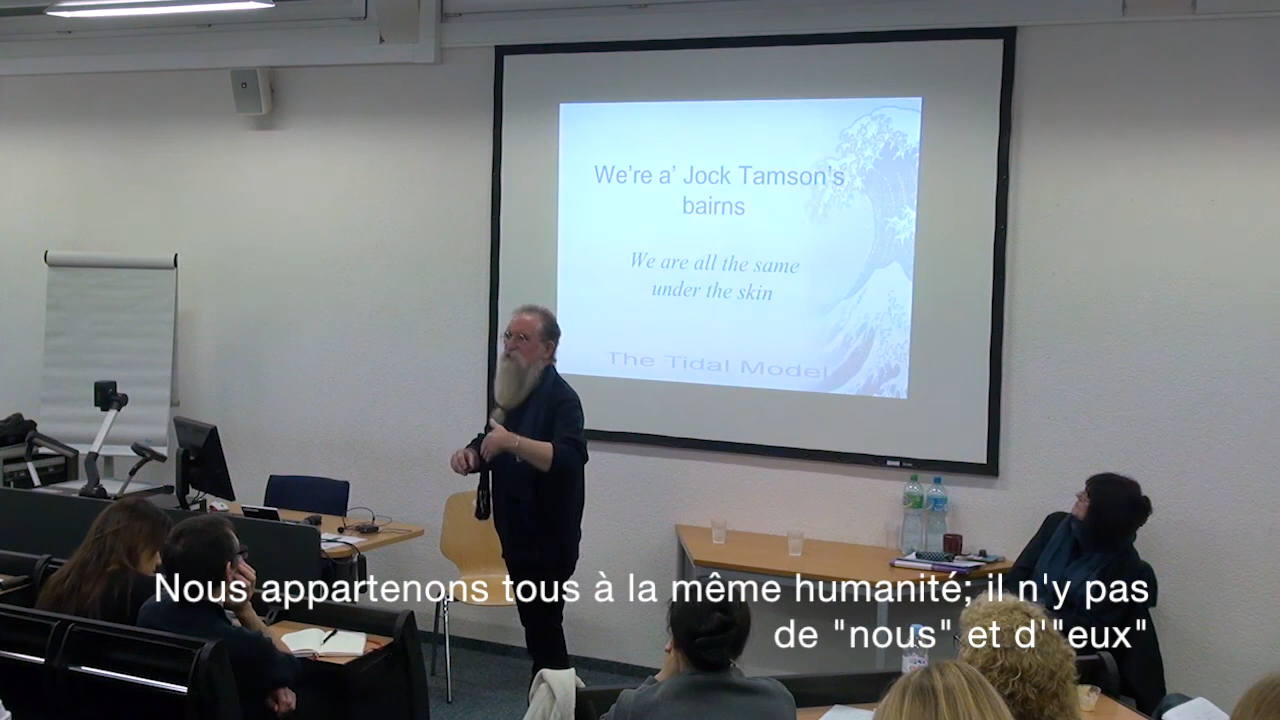 We're a' Jock Tamson's
bairns
We are all the same
under the skin
The Tidal Model
Nous appartenons tous à la même humanité; il n'y pas
de "nous" et d'"eux"